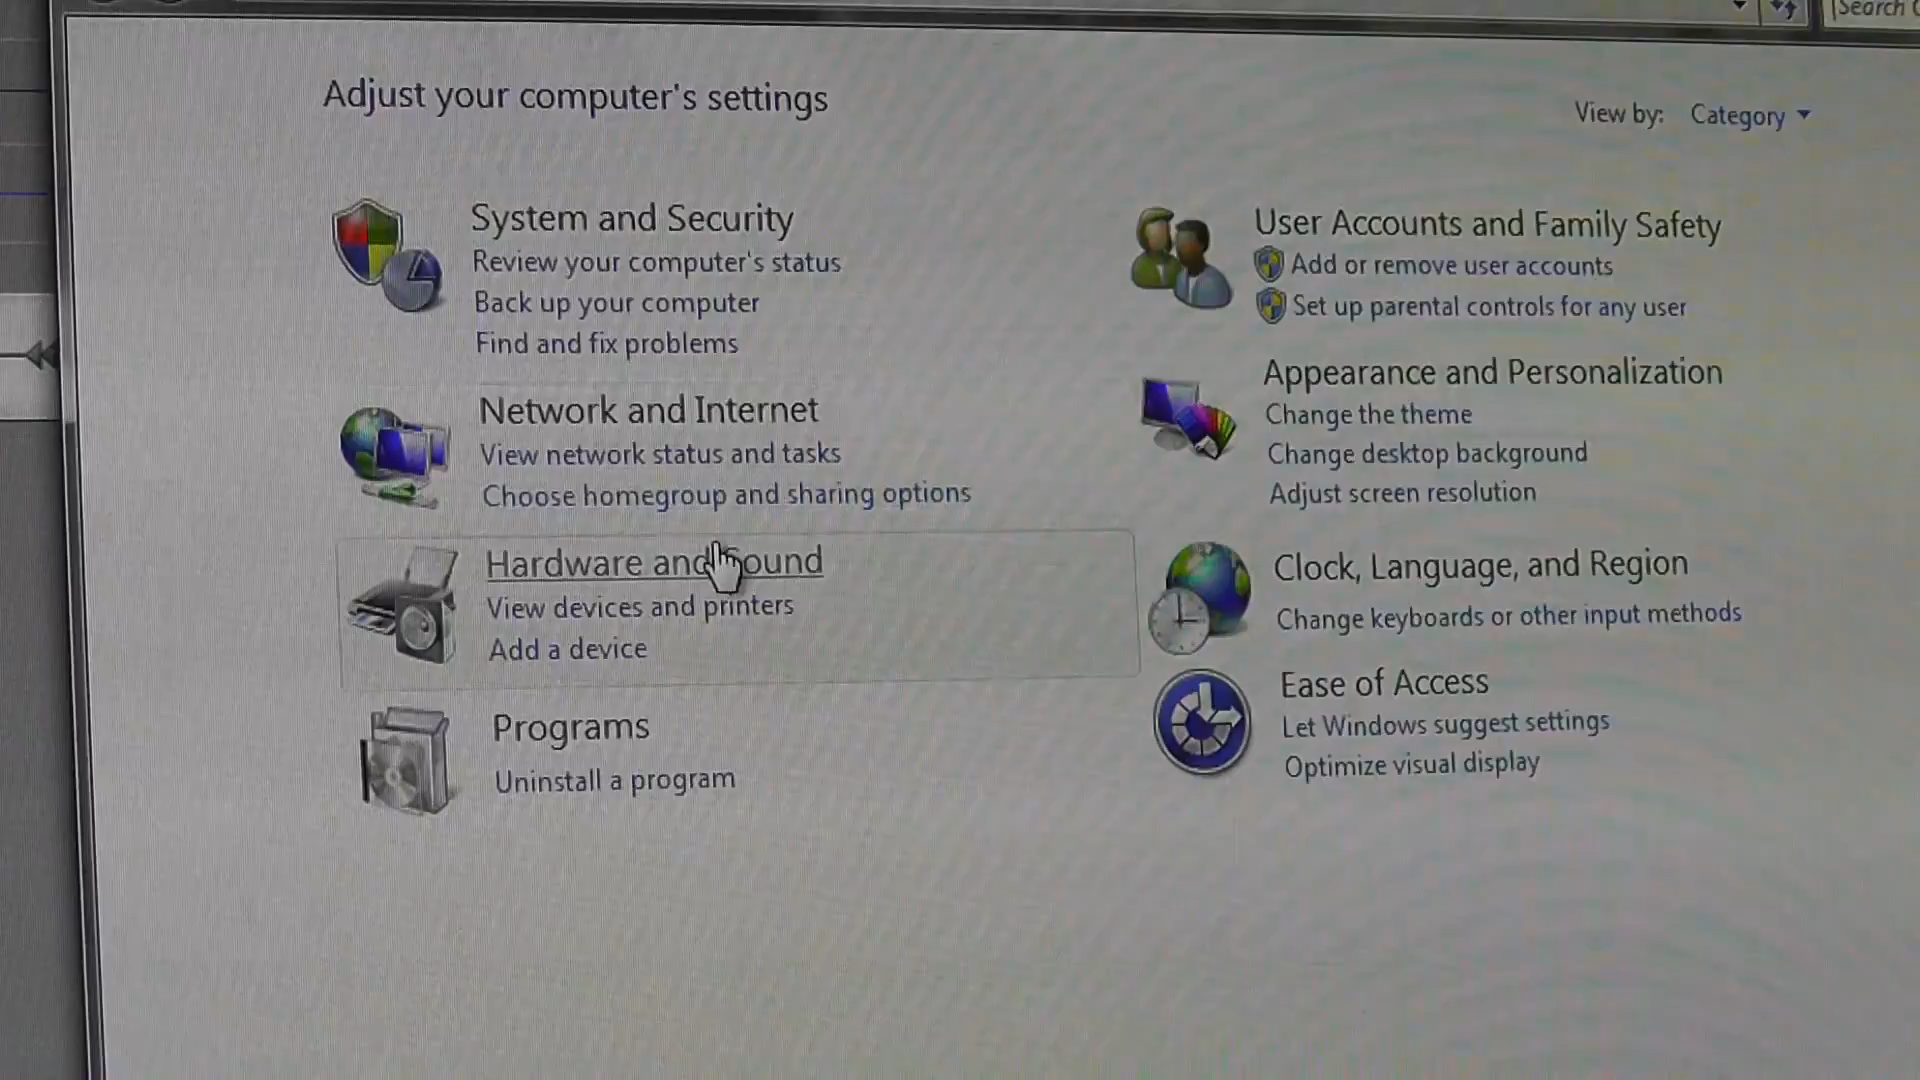 Search
Adjust your computer's settings
View by: Category
System and Security
Review your computer's status
Back up your computer
Find and fix problems
Network and Internet
View network status and tasks
Choose homegroup and sharing options
Hardware and Sound
View devices and printers
Add a device
Programs
Uninstall a program
User Accounts and Family Safety
Add or remove user accounts
Set up parental controls for any user
Appearance and Personalization
Change the theme
Change desktop background
Adjust screen resolution
Clock, Language, and Region
Change keyboards or other input methods
Ease of Access
Let Windows suggest settings
Optimize visual display